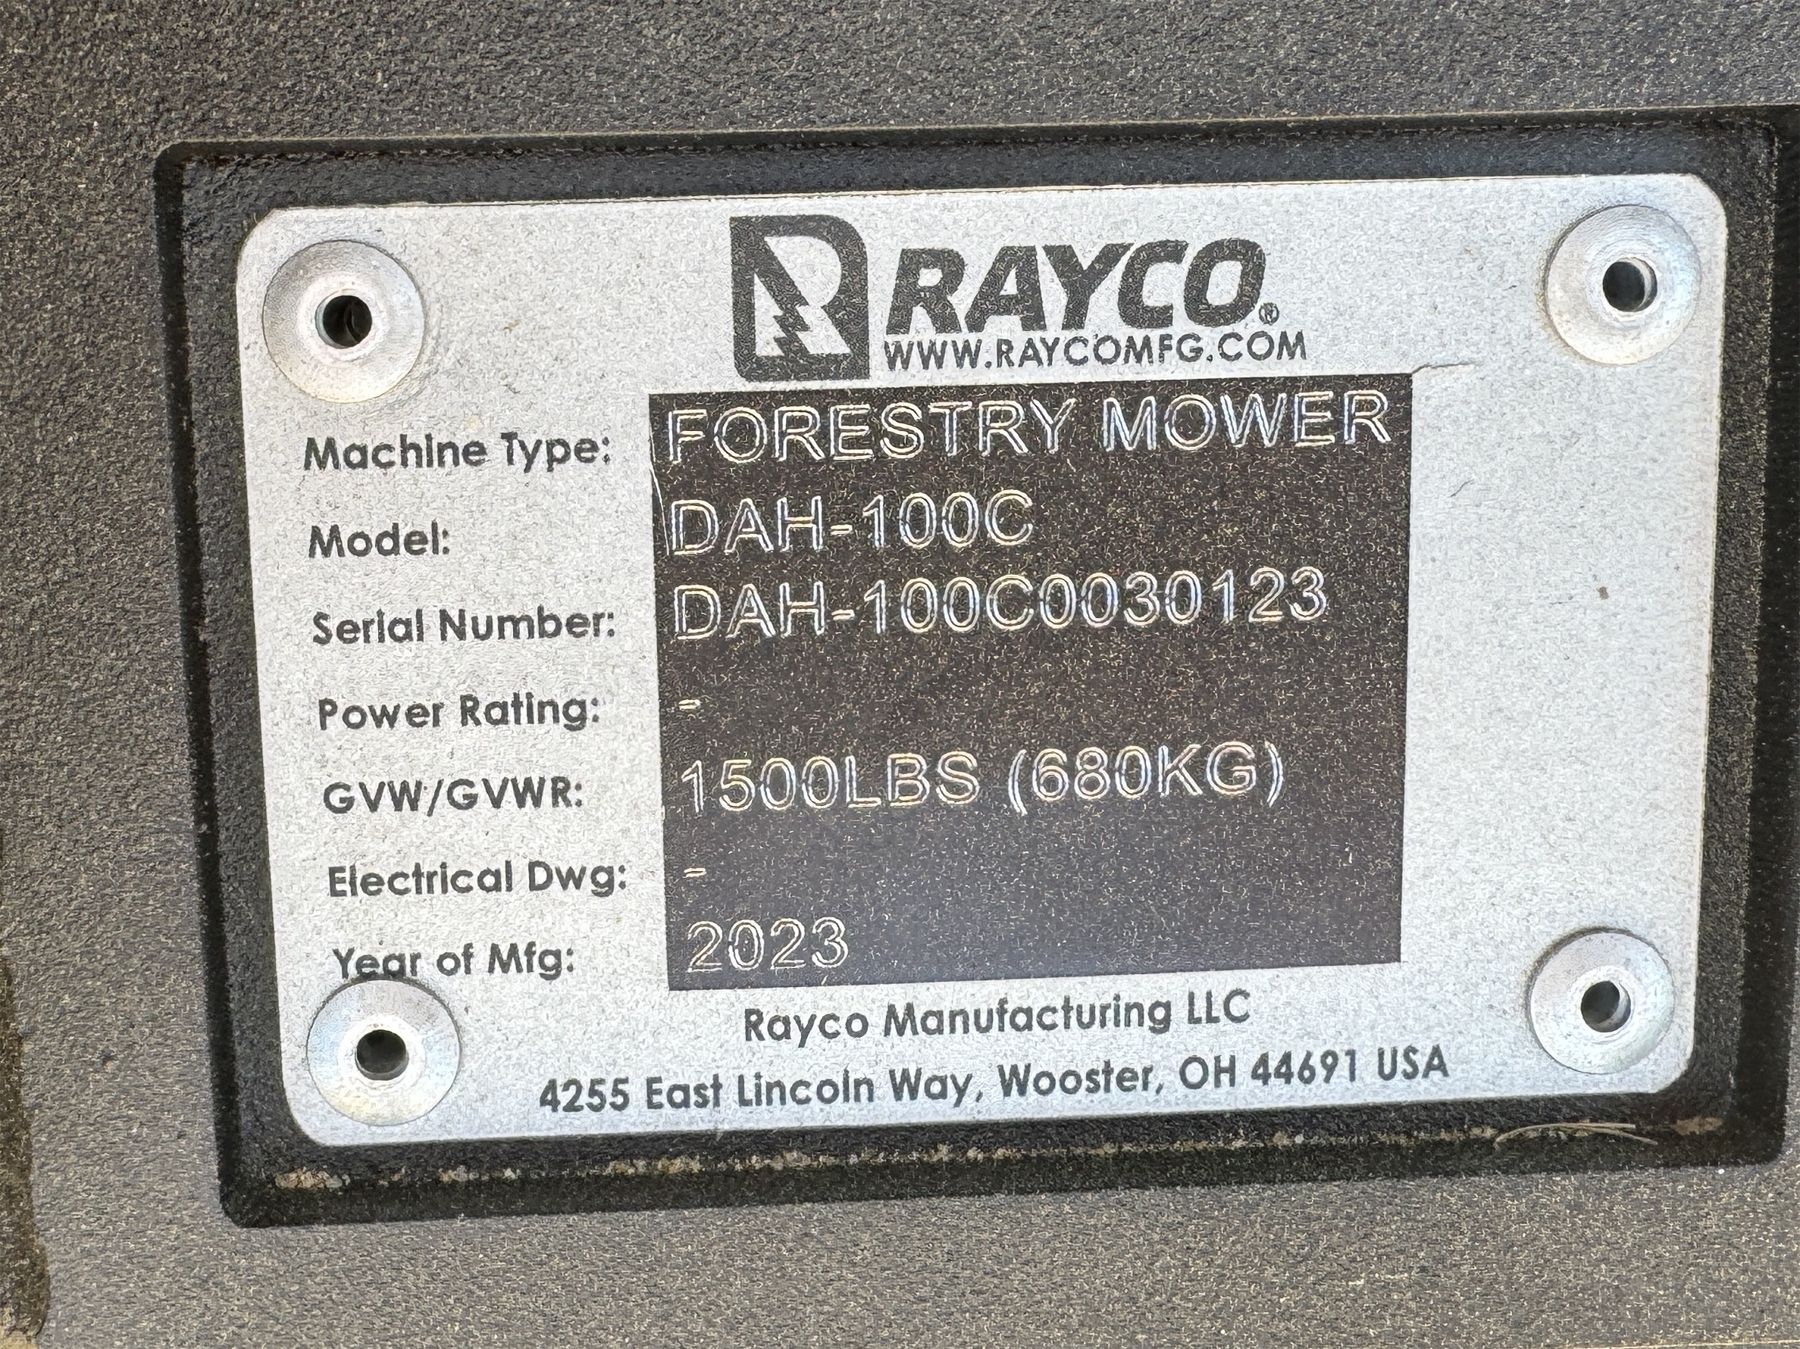 RAYCO®
WWW.RAYCOMFG.COM
Machine Type: FORESTRY MOWER
Model: DAH-100C
Serial Number: DAH-100C0030123
Power Rating: -
GVW/GVWR: 1500LBS (680KG)
Electrical Dwg: -
Year of Mfg: 2023
Rayco Manufacturing LLC
4255 East Lincoln Way, Wooster, OH 44691 USA